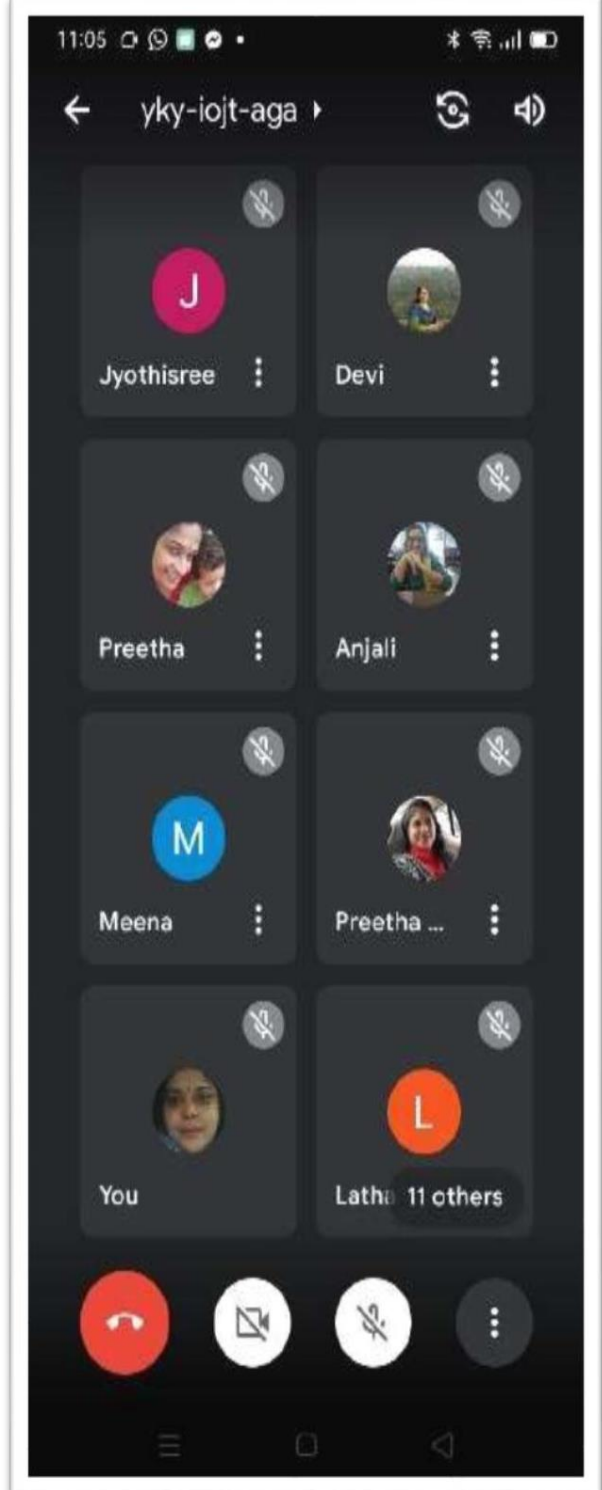 11:05
yky-iojt-aga
J
Jyothisree
Devi
Preetha
Anjali
M
Meena
Preetha ...
You
L
Latha 11 others